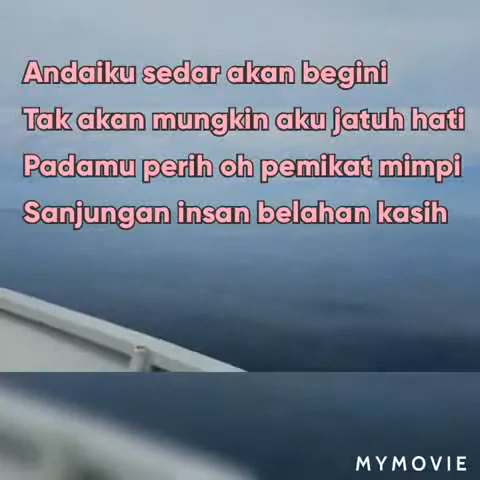 Andaiku sedar akan begini
Tak akan mungkin aku jatuh hati
Padamu perih oh pemikat mimpi
Sanjungan insan belahan kasih
MYMOVIE